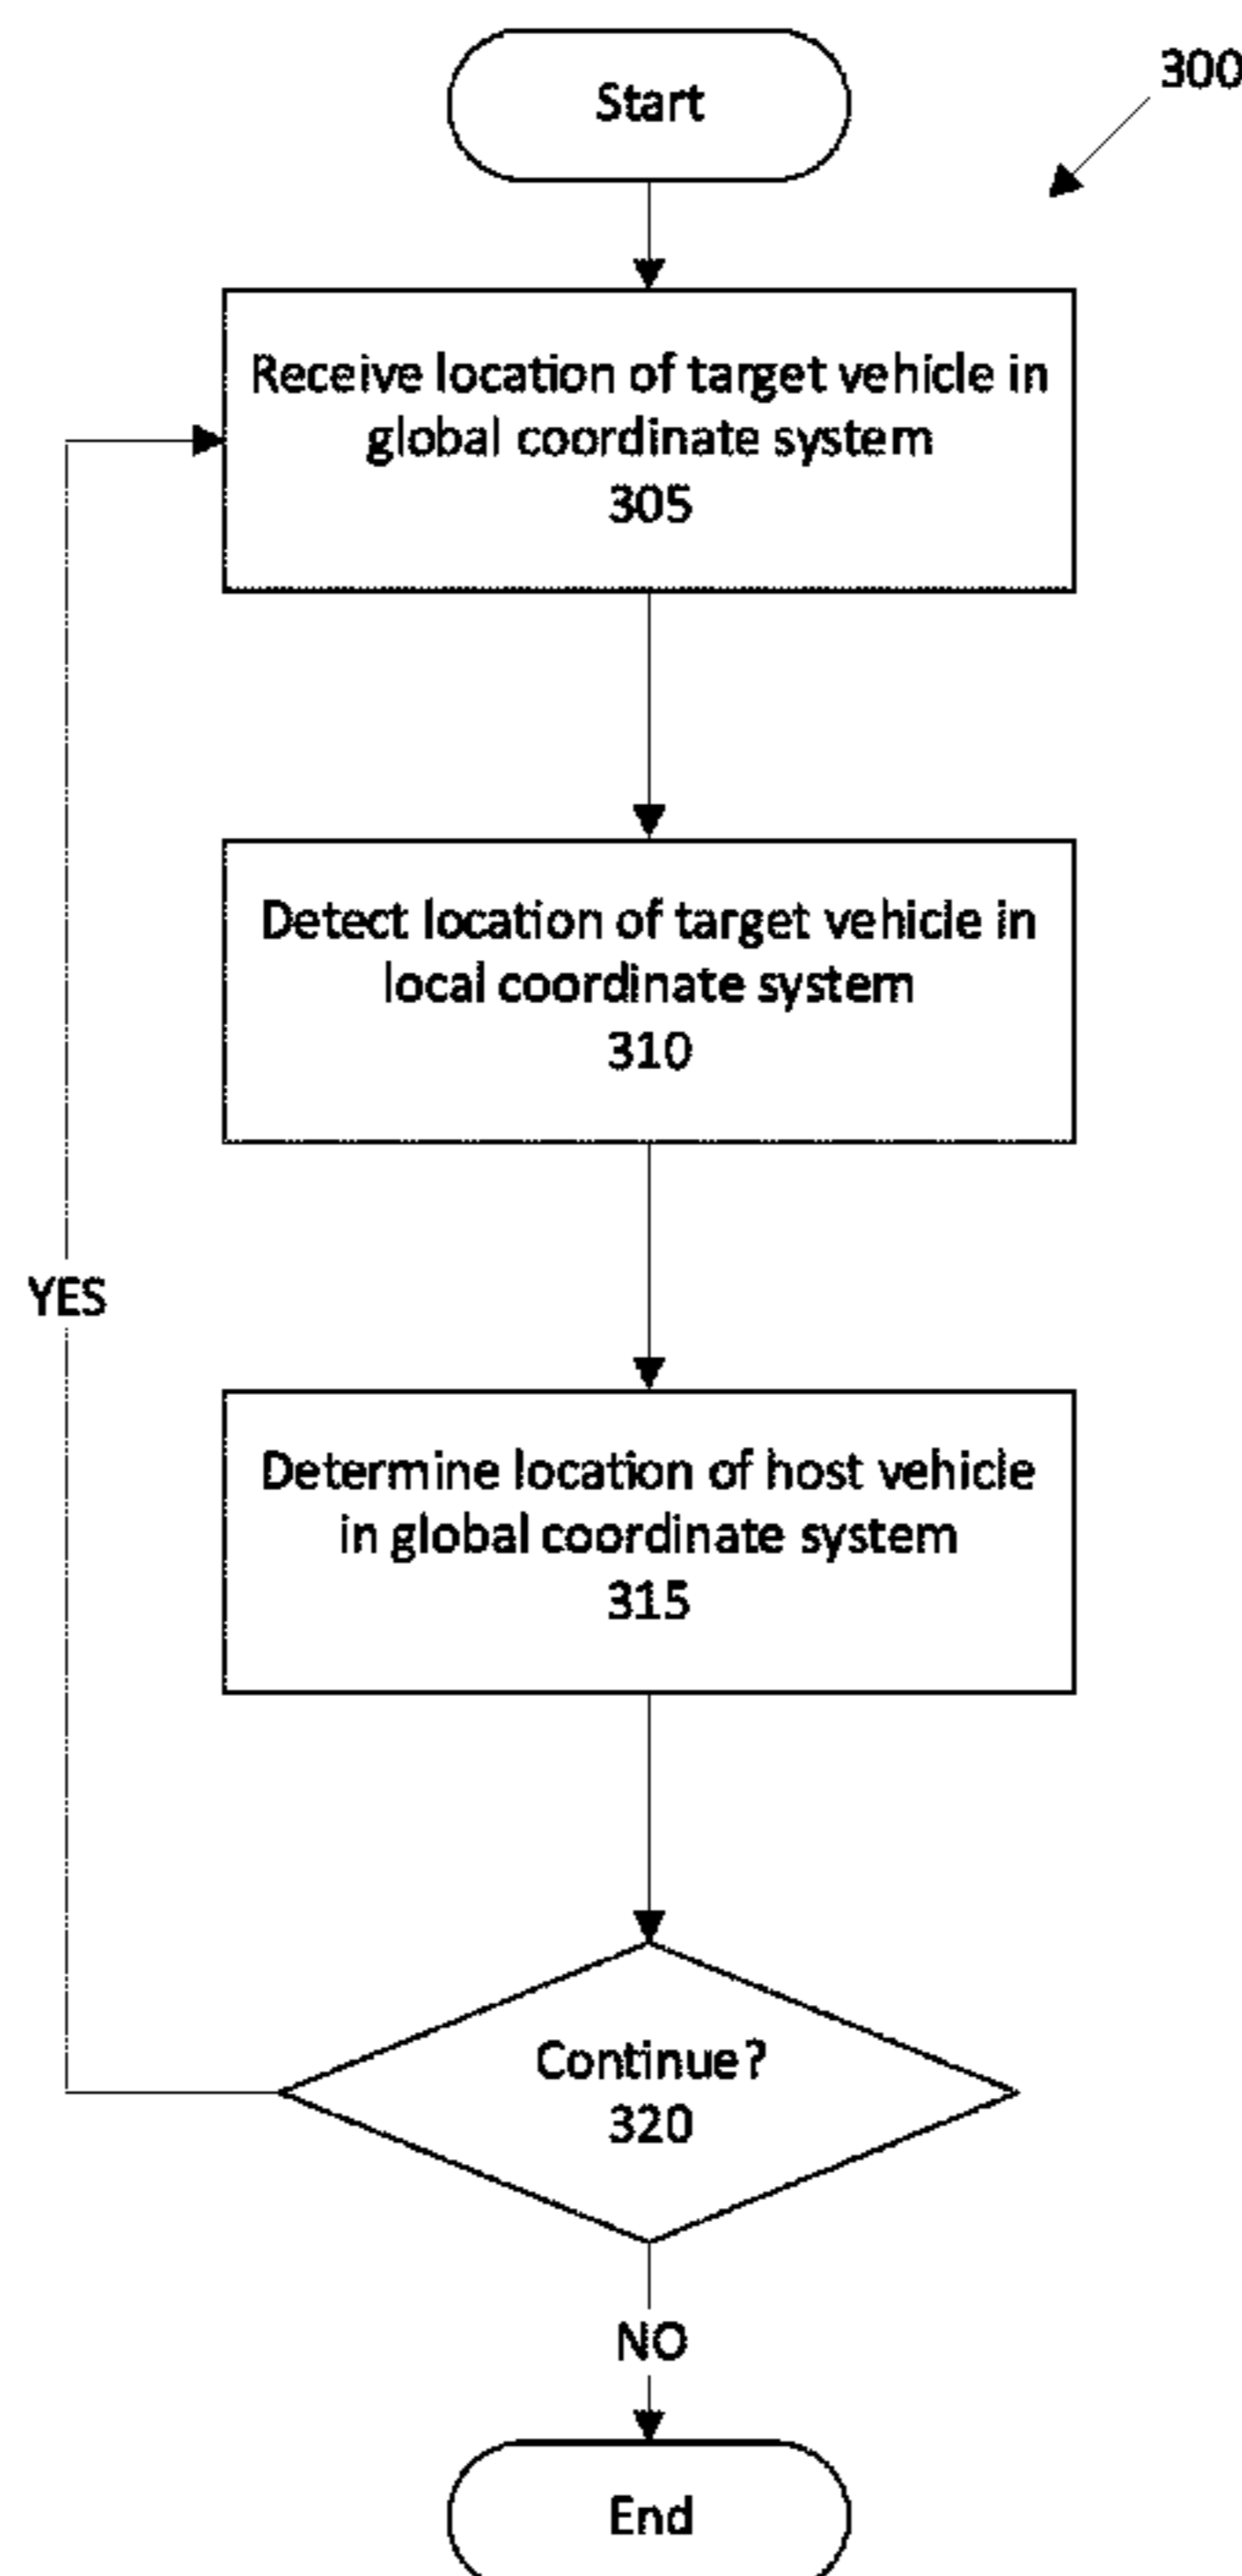 Start
300
Receive location of target vehicle in
global coordinate system
305
Detect location of target vehicle in
local coordinate system
310
YES
Determine location of host vehicle
in global coordinate system
315
Continue?
320
NO
End